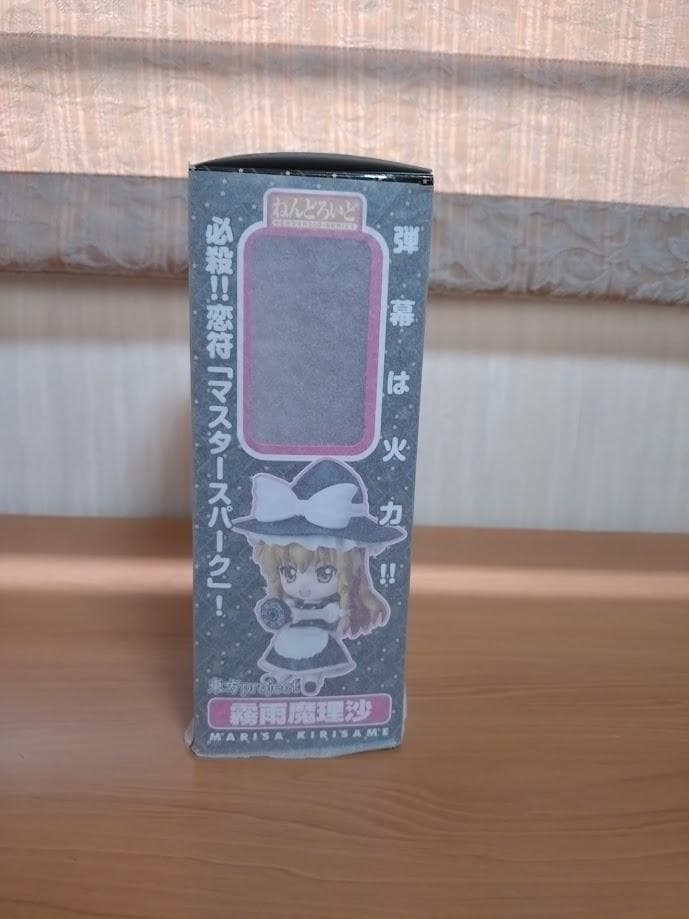 ねんどろいど
NENDOROID SERIES
弾幕は火力!!
必殺!!恋符「マスタースパーク」!
東方project
霧雨魔理沙
MARISA KIRISAME